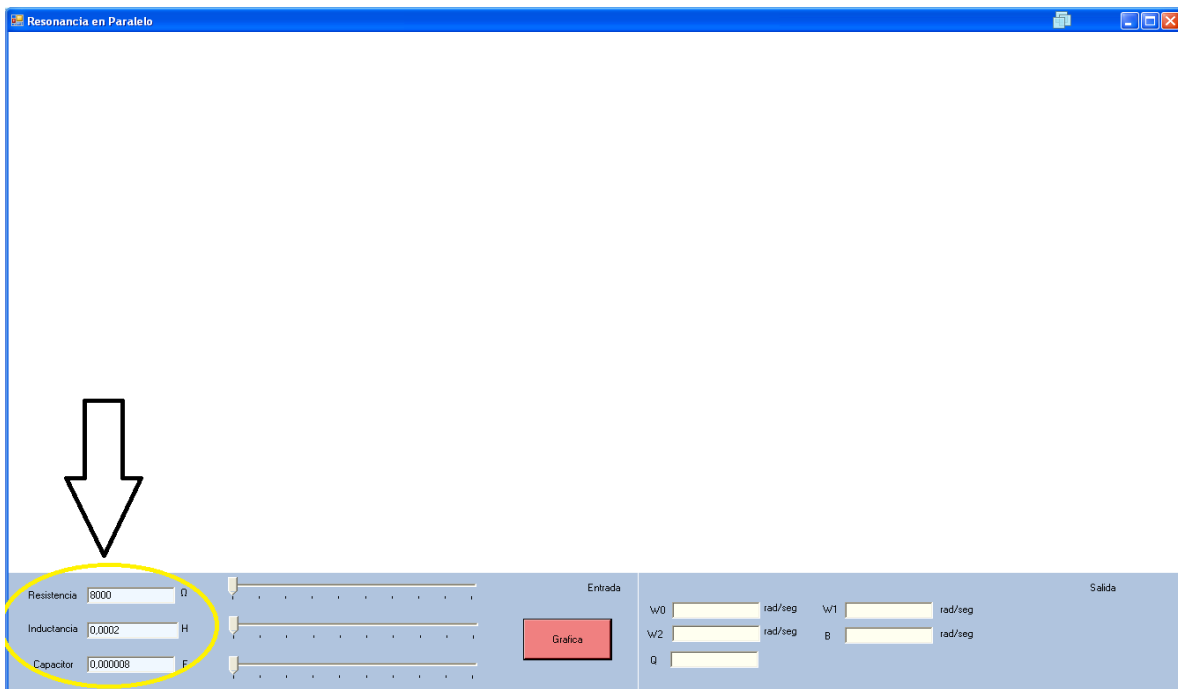 Resonancia en Paralelo
Resistencia 8000 Ω
Inductancia 0,0002 H
Capacitor 0,000008 F
Entrada
Grafica
Salida
W0 rad/seg W1 rad/seg
W2 rad/seg B rad/seg
Q